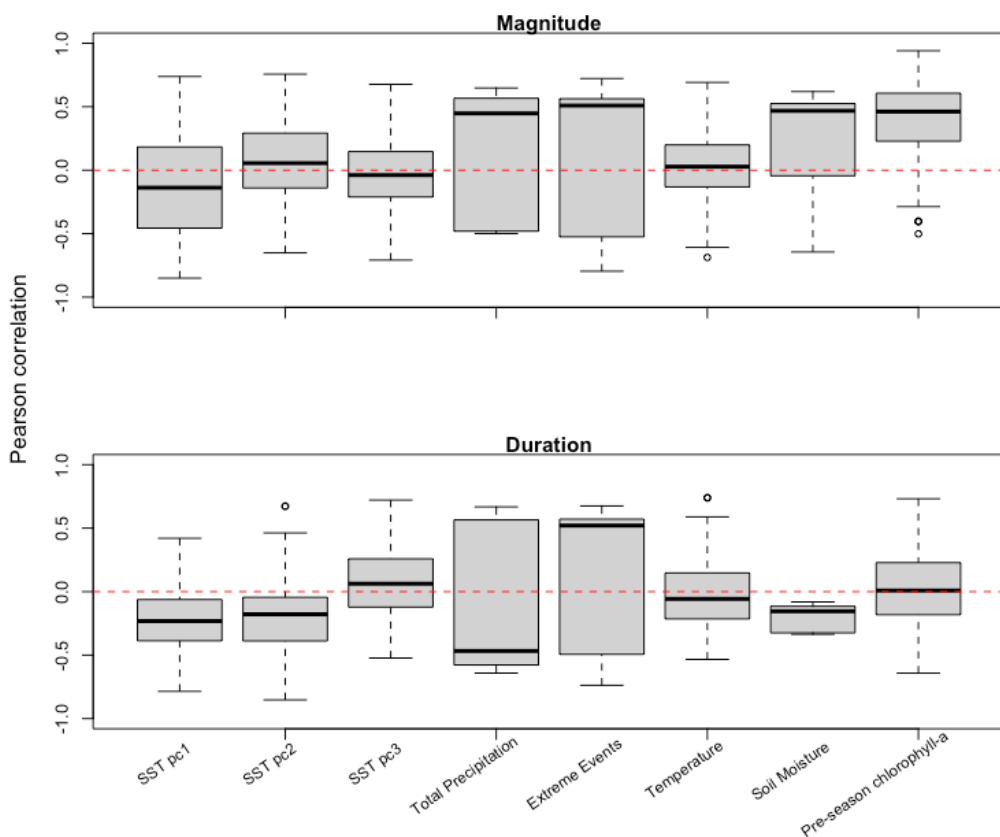 Magnitude
1.0
0.5
0.0
-0.5
-1.0
Pearson correlation
Duration
1.0
0.5
0.0
-0.5
-1.0
SST pc1
SST pc2
SST pc3
Total Precipitation
Extreme Events
Temperature
Soil Moisture
Pre-season chlorophyll-a